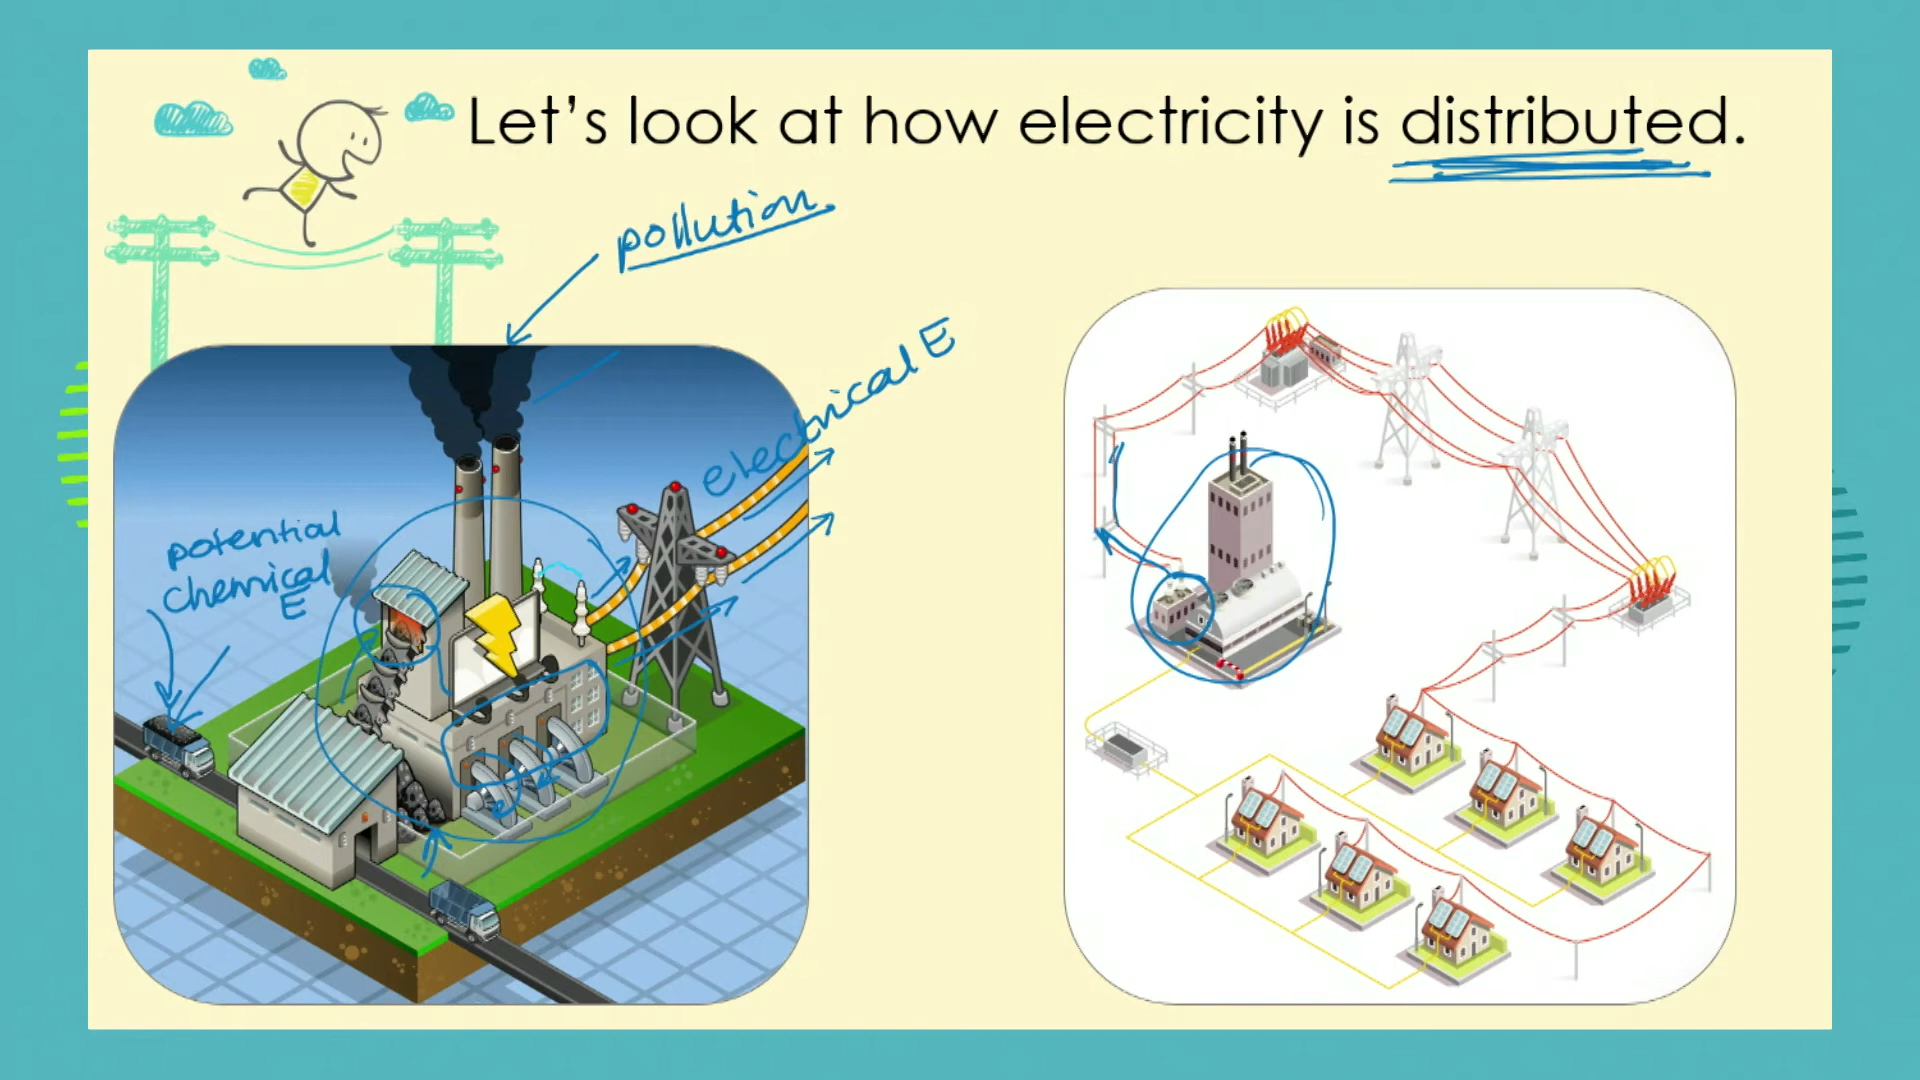 Let's look at how electricity is distributed.
pollution
electrical E
potential
chemical
E